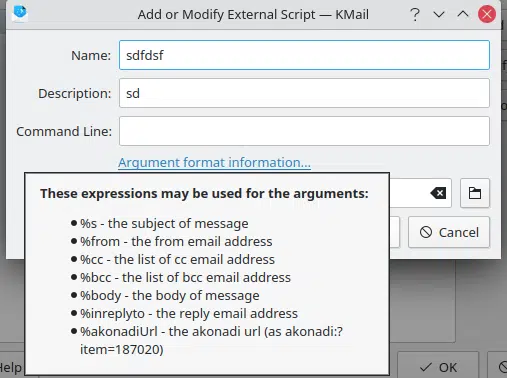 Add or Modify External Script — KMail
Name: sdfdsf
Description: sd
Command Line:
Argument format information...
These expressions may be used for the arguments:
%s - the subject of message
%from - the from email address
%cc - the list of cc email address
%bcc - the list of bcc email address
%body - the body of message
%inreplyto - the reply email address
%akonadiUrl - the akonadi url (as akonadi:?
item=187020)
Cancel
Help
OK